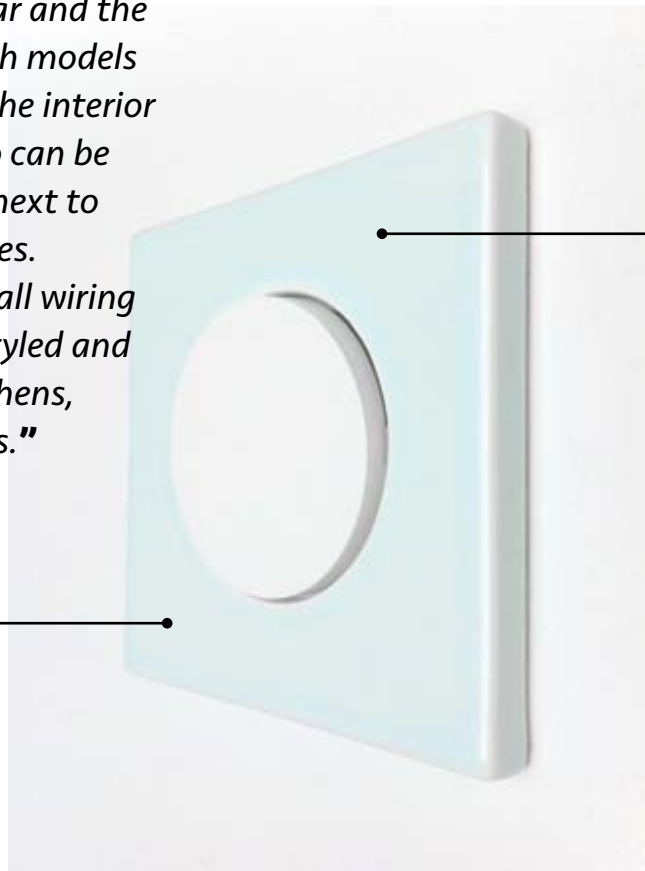 ar and the
h models
he interior
o can be
next to
es.
all wiring
tyled and
hens,
s.”